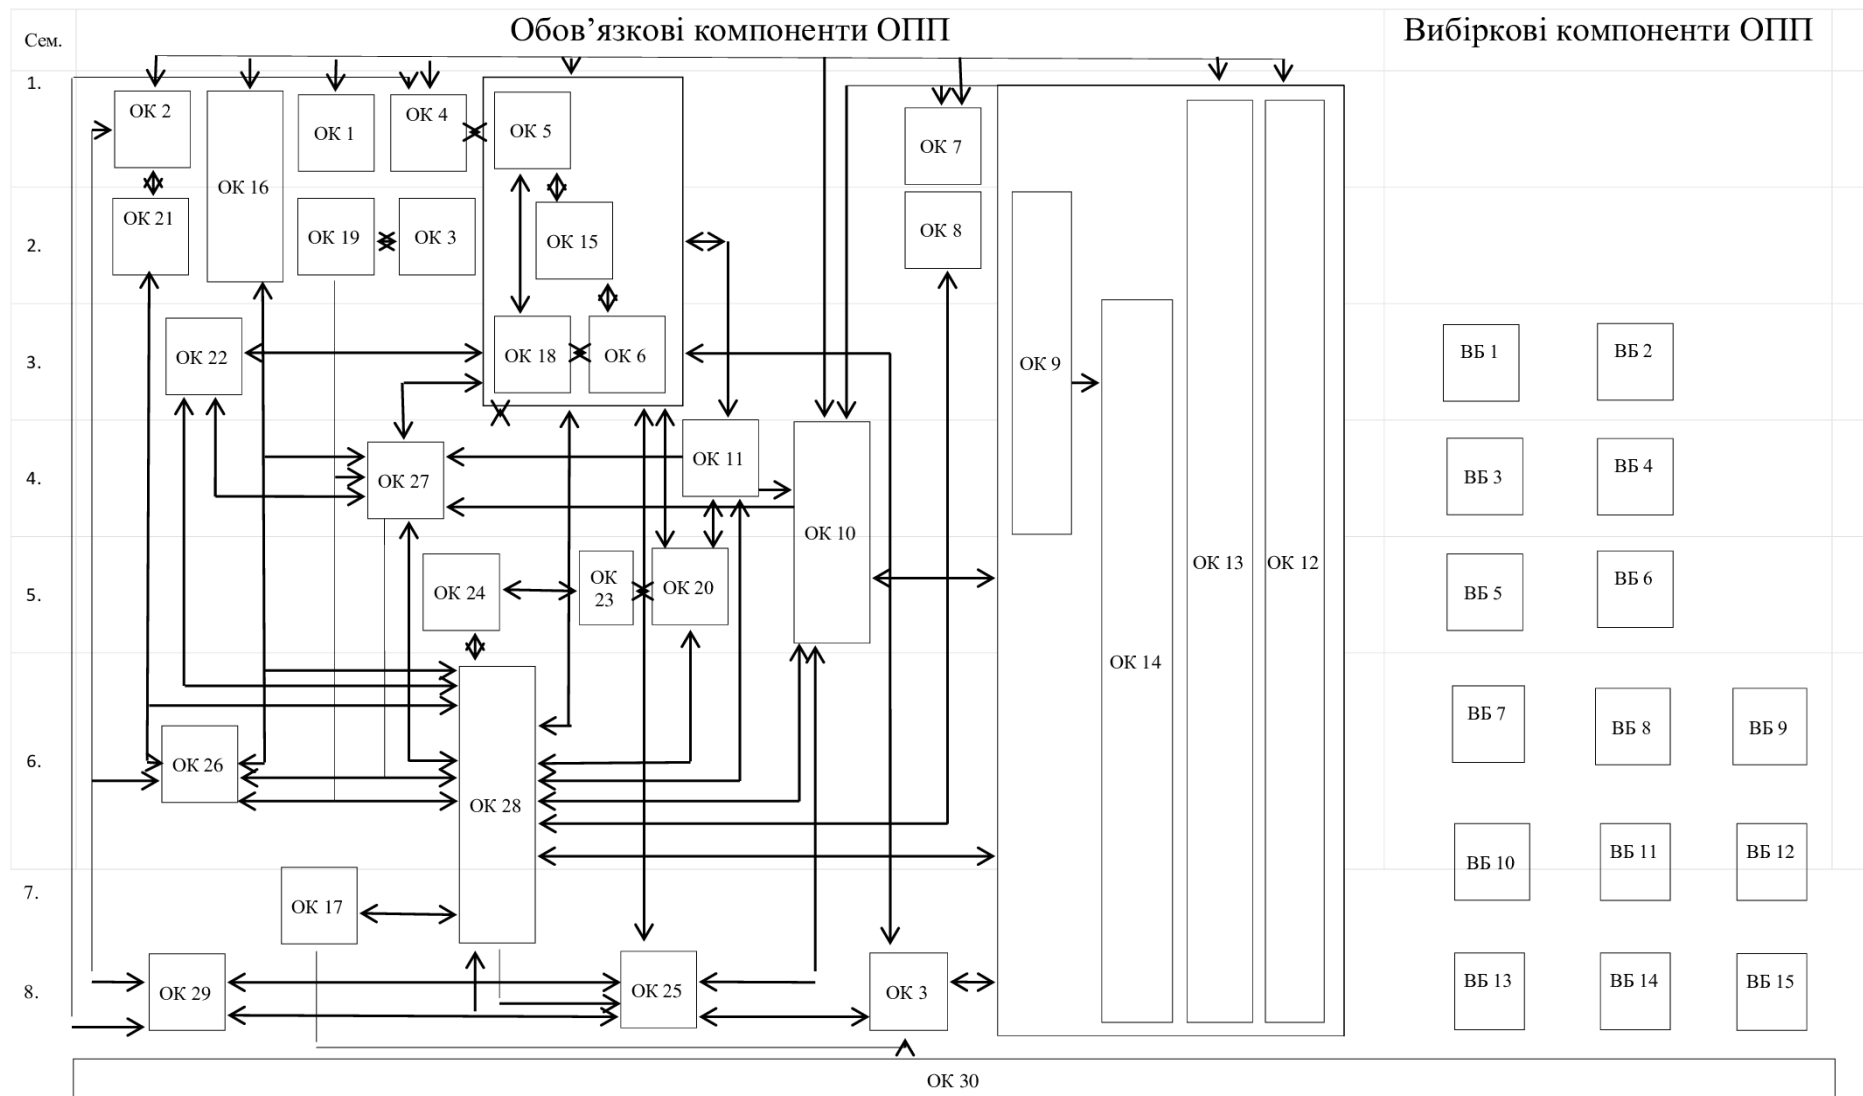 Обов’язкові компоненти ОПП
Вибіркові компоненти ОПП
Сем.
1.
ОК 2
ОК 16
ОК 1
ОК 4
ОК 5
ОК 7
2.
ОК 21
ОК 19
ОК 3
ОК 15
ОК 8
3.
ОК 22
ОК 18
ОК 6
ОК 9
ВБ 1
ВБ 2
4.
ОК 27
ОК 11
ОК 10
ВБ 3
ВБ 4
5.
ОК 24
ОК
23
ОК 20
ОК 13
ОК 12
ВБ 5
ВБ 6
ОК 14
6.
ОК 26
ОК 28
ВБ 7
ВБ 8
ВБ 9
7.
ОК 17
ВБ 10
ВБ 11
ВБ 12
8.
ОК 29
ОК 25
ОК 3
ВБ 13
ВБ 14
ВБ 15
ОК 30